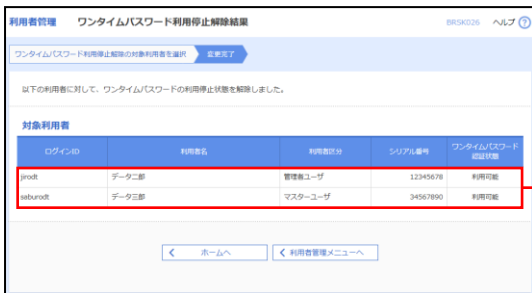 利用者管理 ワンタイムパスワード利用停止解除結果 BRSK026 ヘルプ ?
ワンタイムパスワード利用停止解除の対象利用者を選択 変更完了
以下の利用者に対して、ワンタイムパスワードの利用停止状態を解除しました。
対象利用者
ログインID 利用者名 利用者区分 シリアル番号 ワンタイムパスワード
認証状態
jirodt データ二郎 管理者ユーザ 12345678 利用可能
saburodt データ三郎 マスターユーザ 34567890 利用可能
ホームへ 利用者管理メニューへ